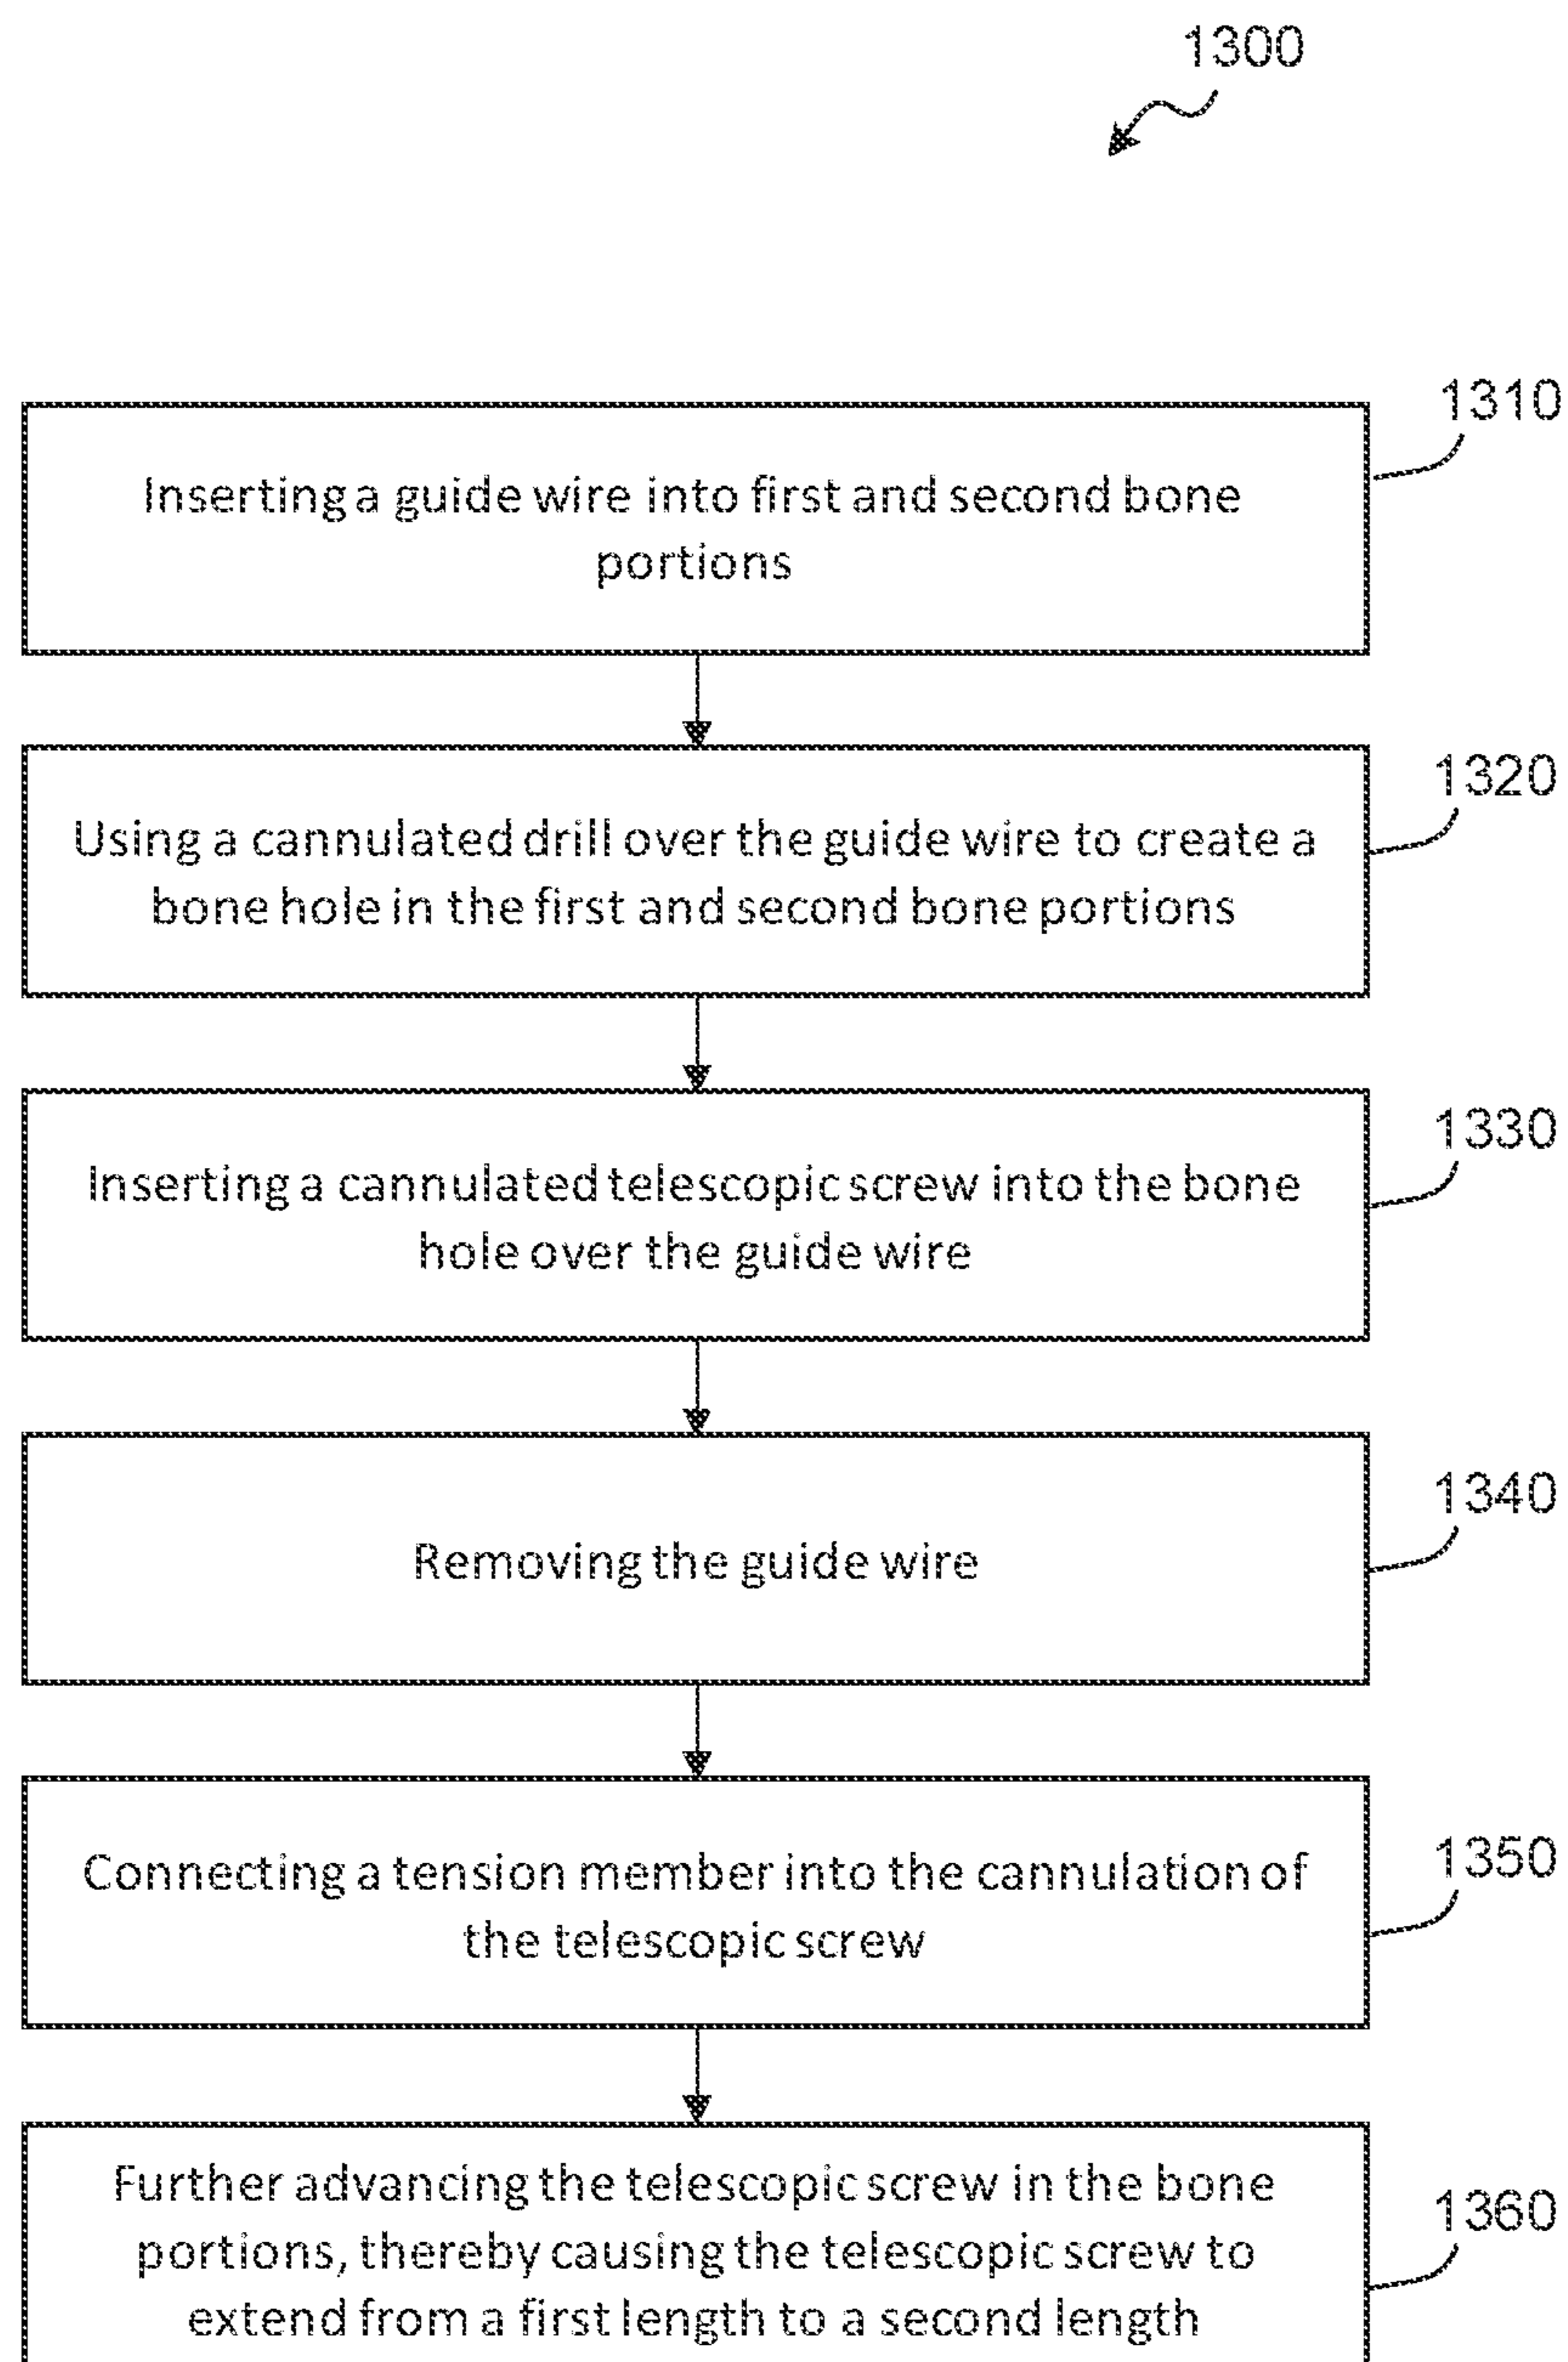 1300
1310
Inserting a guide wire into first and second bone
portions
1320
Using a cannulated drill over the guide wire to create a
bone hole in the first and second bone portions
1330
Inserting a cannulated telescopic screw into the bone
hole over the guide wire
1340
Removing the guide wire
1350
Connecting a tension member into the cannulation of
the telescopic screw
1360
Further advancing the telescopic screw in the bone
portions, thereby causing the telescopic screw to
extend from a first length to a second length